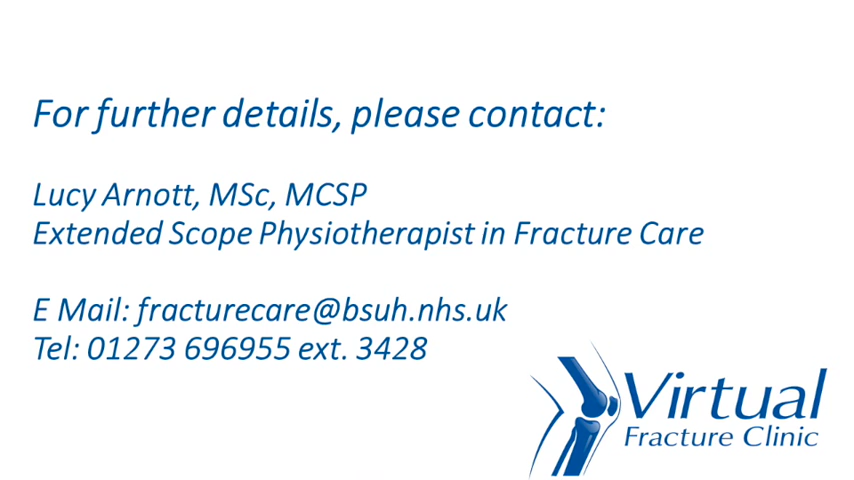 For further details, please contact:
Lucy Arnott, MSc, MCSP
Extended Scope Physiotherapist in Fracture Care
E Mail: fracturecare@bsuh.nhs.uk
Tel: 01273 696955 ext. 3428
Virtual
Fracture Clinic